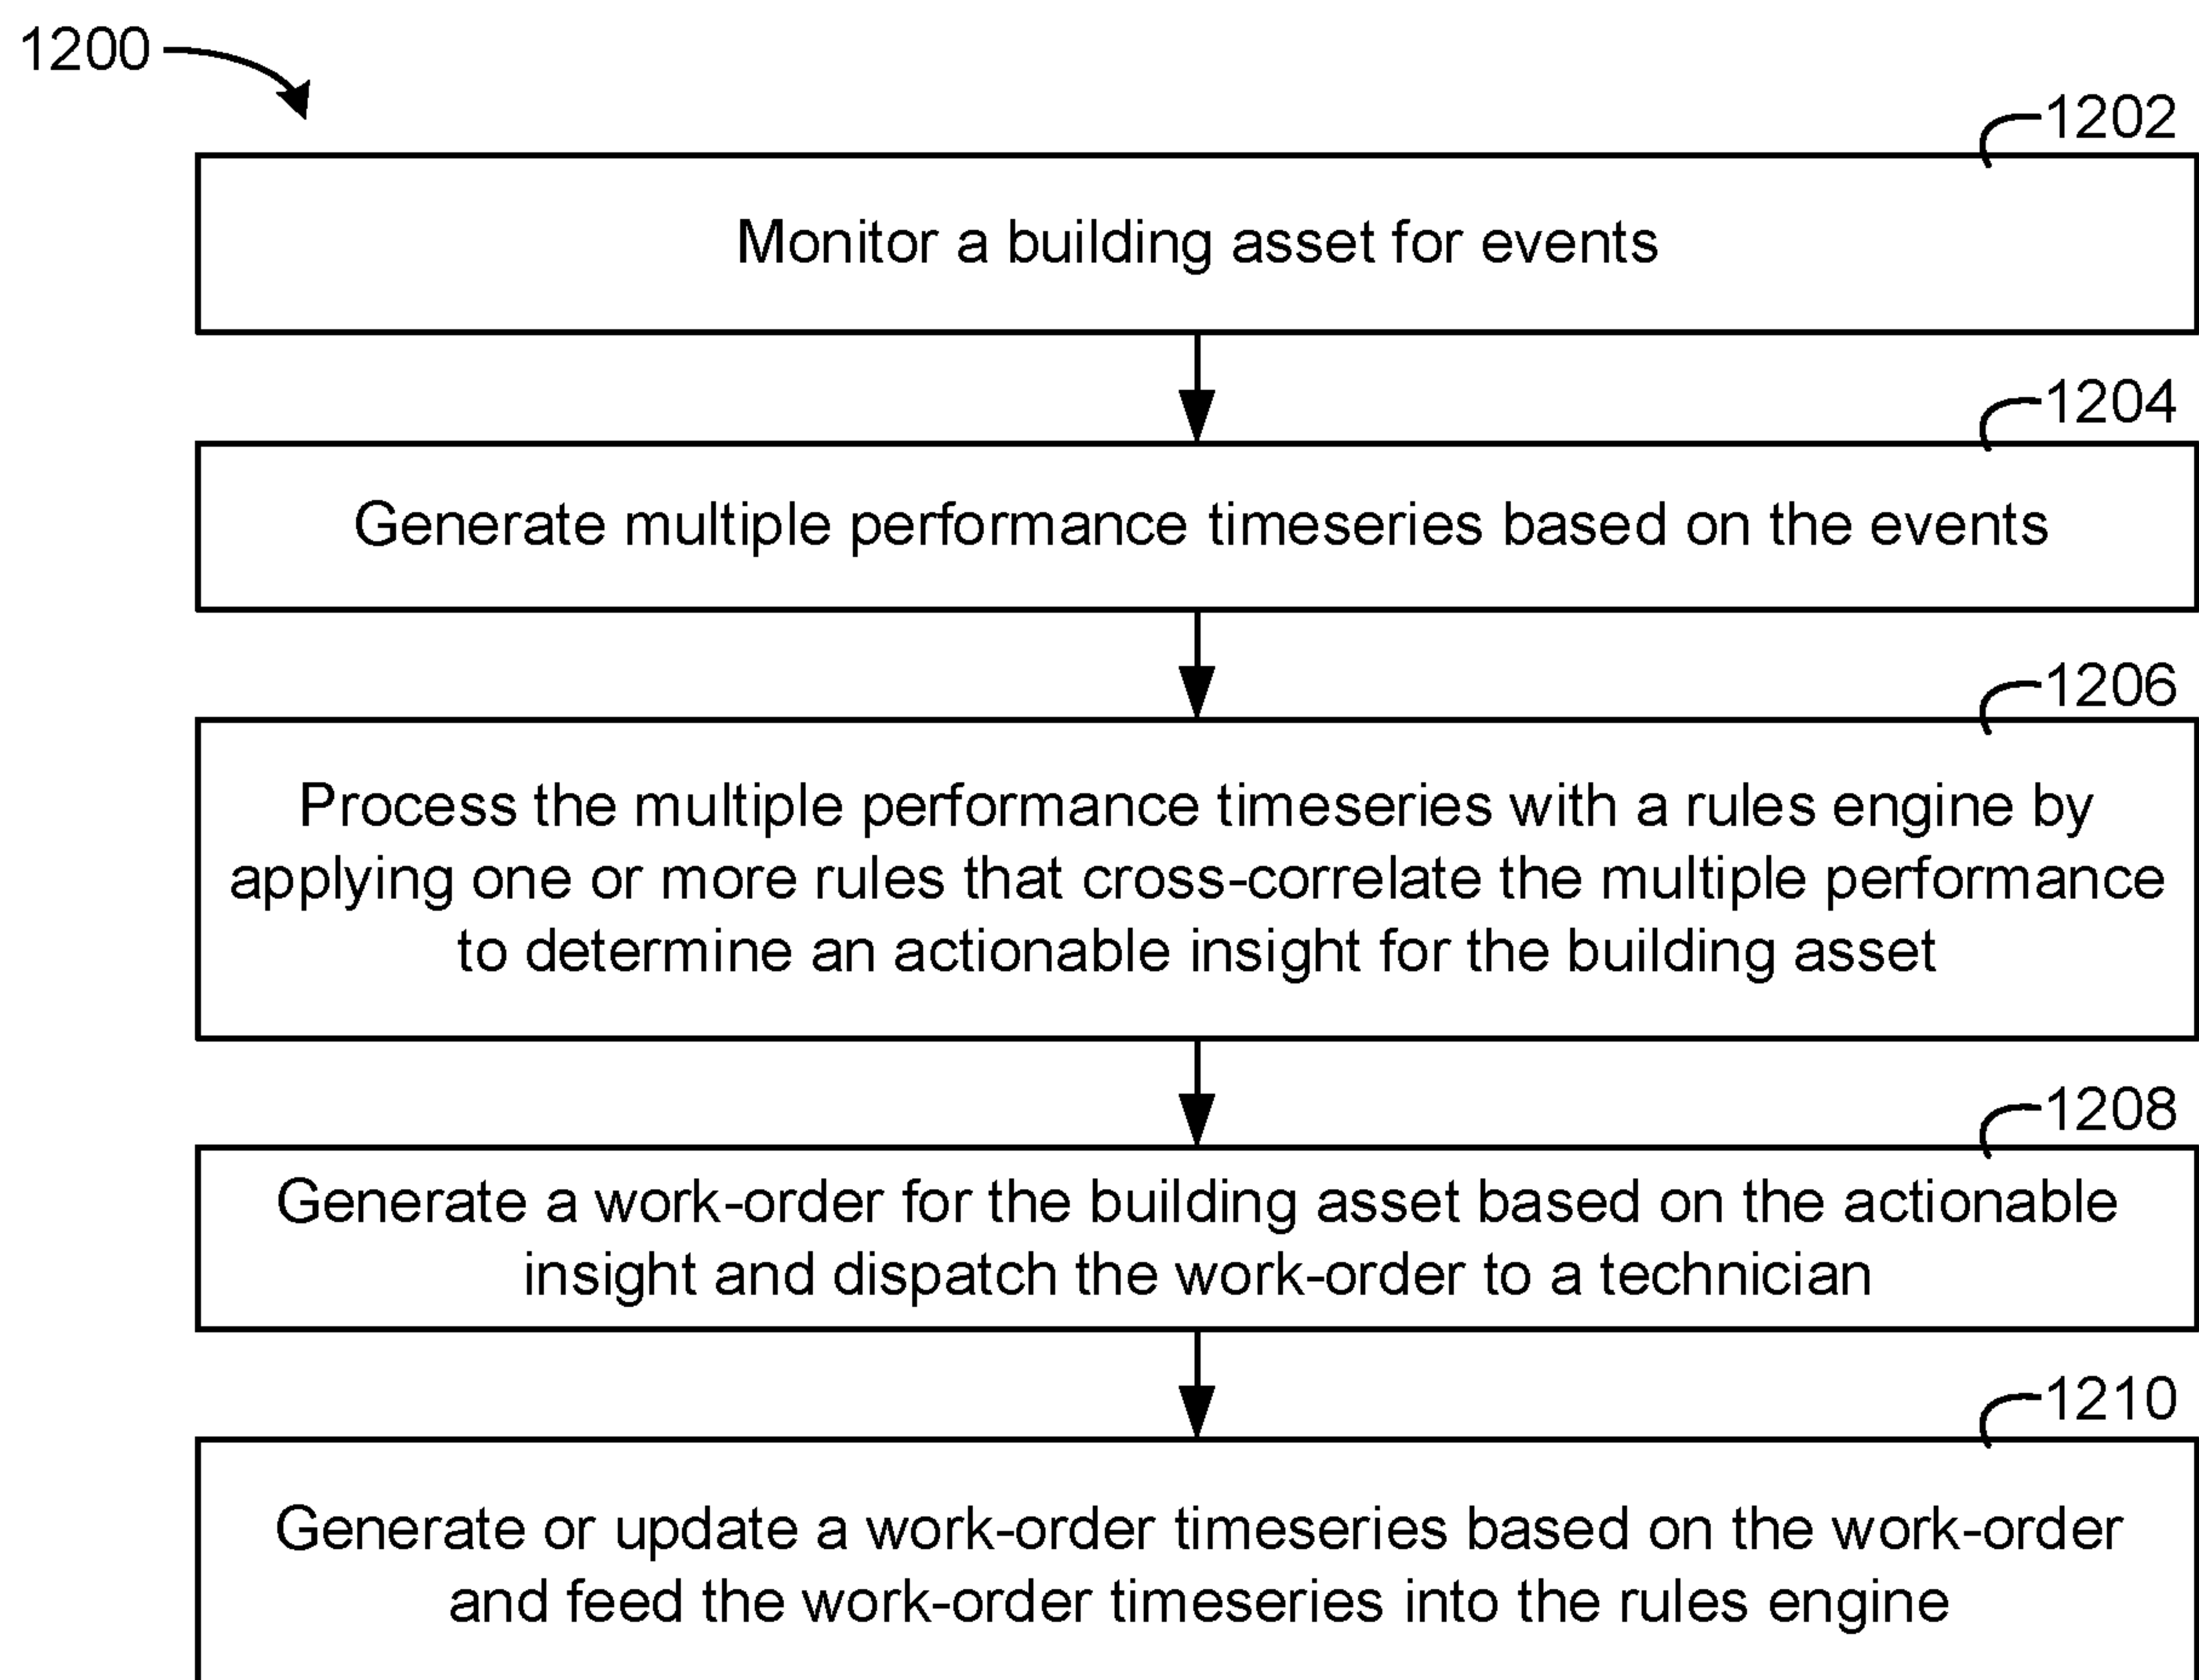 1200
1202
Monitor a building asset for events
1204
Generate multiple performance timeseries based on the events
1206
Process the multiple performance timeseries with a rules engine by
applying one or more rules that cross-correlate the multiple performance
to determine an actionable insight for the building asset
1208
Generate a work-order for the building asset based on the actionable
insight and dispatch the work-order to a technician
1210
Generate or update a work-order timeseries based on the work-order
and feed the work-order timeseries into the rules engine